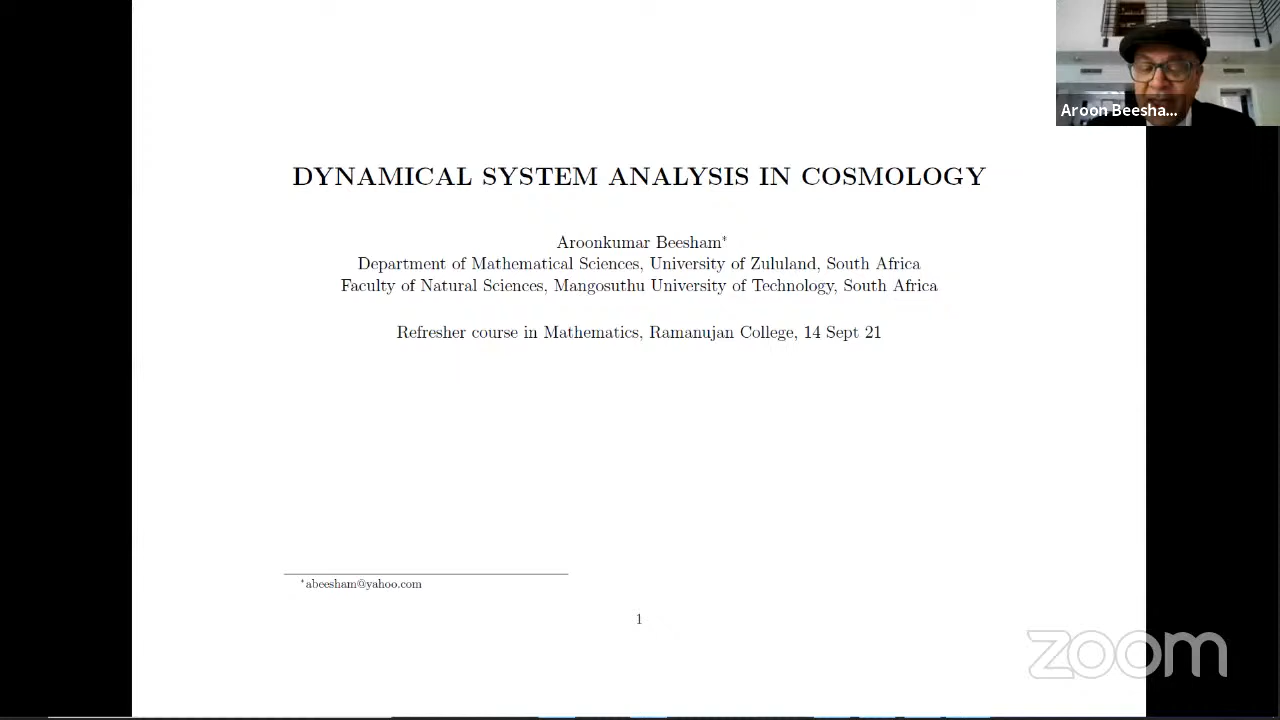 Aroon Beesha...
DYNAMICAL SYSTEM ANALYSIS IN COSMOLOGY
Aroonkumar Beesham*
Department of Mathematical Sciences, University of Zululand, South Africa
Faculty of Natural Sciences, Mangosuthu University of Technology, South Africa
Refresher course in Mathematics, Ramanujan College, 14 Sept 21
*abeesham@yahoo.com
1
zoom